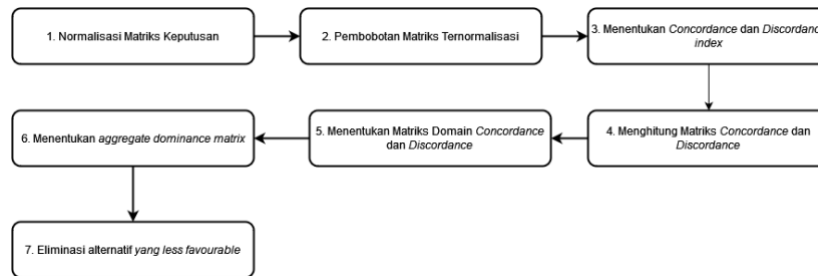 1. Normalisasi Matriks Keputusan
2. Pembobotan Matriks Ternormalisasi
3. Menentukan Concordance dan Discordance
index
4. Menghitung Matriks Concordance dan
Discordance
5. Menentukan Matriks Domain Concordance
dan Discordance
6. Menentukan aggregate dominance matrix
7. Eliminasi alternatif yang less favourable